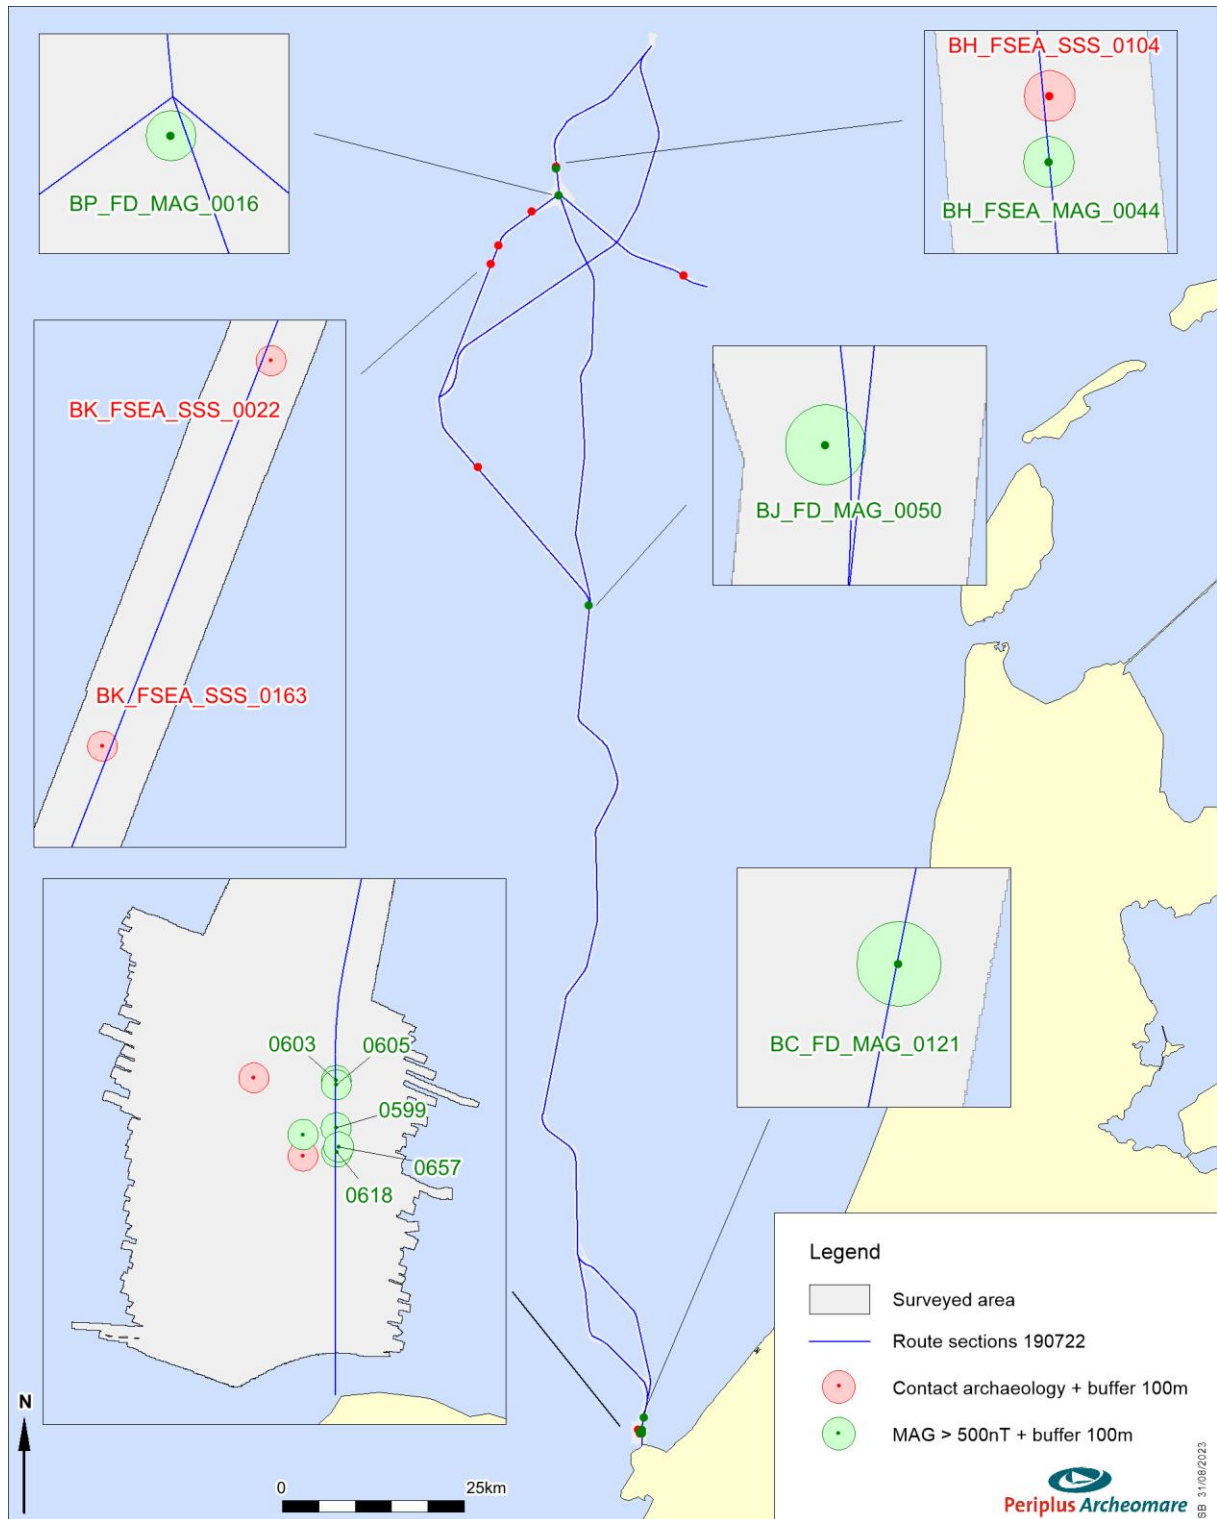 BH_FSEA_SSS_0104
BP_FD_MAG_0016
BH_FSEA_MAG_0044
BK_FSEA_SSS_0022
BJ_FD_MAG_0050
BK_FSEA_SSS_0163
0603
0605
0599
0657
0618
BC_FD_MAG_0121
Legend
Surveyed area
Route sections 190722
Contact archaeology + buffer 100m
MAG > 500nT + buffer 100m
N
0
25km
Periplus Archeomare
SB 31/08/2023